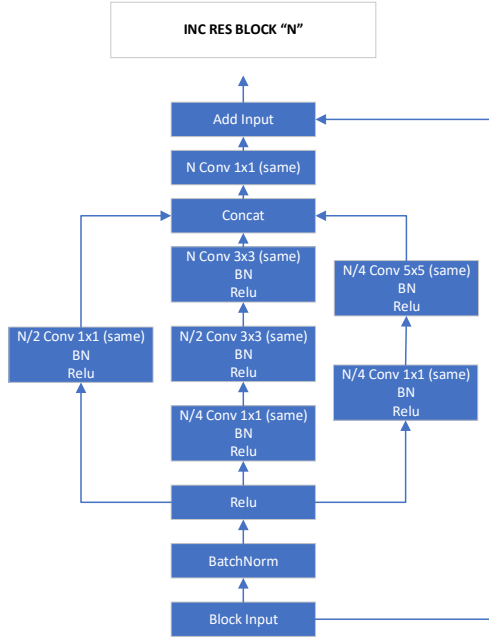 INC RES BLOCK “N”
Add Input
N Conv 1x1 (same)
Concat
N Conv 3x3 (same)
BN
Relu
N/4 Conv 5x5 (same)
BN
Relu
N/2 Conv 1x1 (same)
BN
Relu
N/2 Conv 3x3 (same)
BN
Relu
N/4 Conv 1x1 (same)
BN
Relu
N/4 Conv 1x1 (same)
BN
Relu
Relu
BatchNorm
Block Input